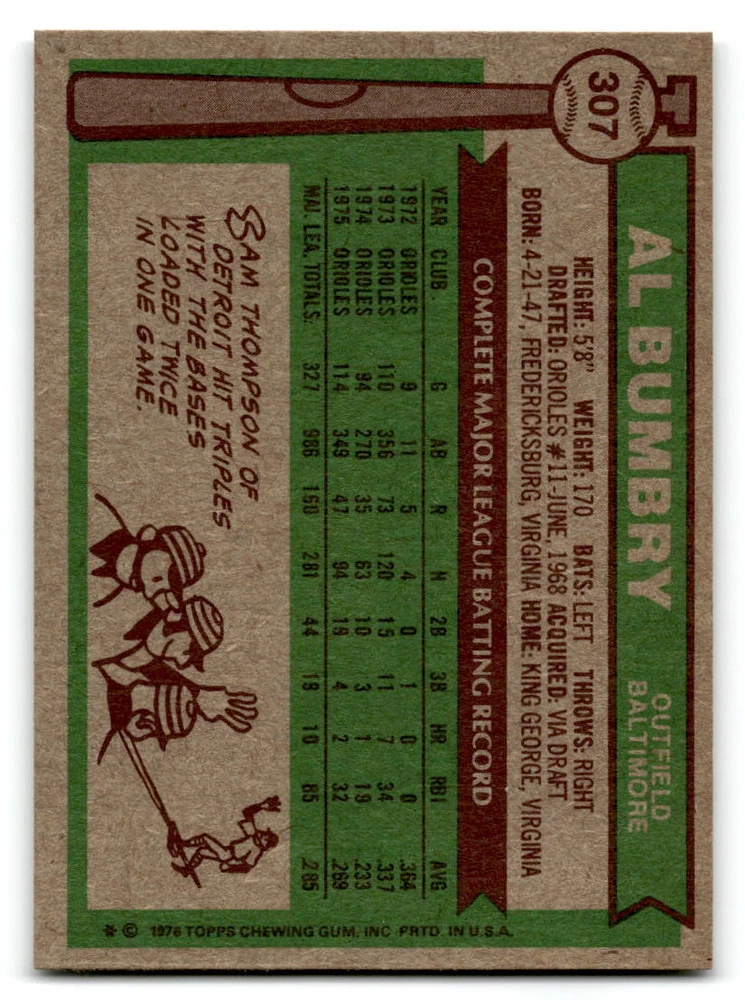 307
AL BUMBRY
OUTFIELD
BALTIMORE
HEIGHT: 5'8" WEIGHT: 170 BATS: LEFT THROWS: RIGHT
DRAFTED: ORIOLES #11-JUNE, 1968 ACQUIRED: VIA DRAFT
BORN: 4-21-47, FREDERICKSBURG, VIRGINIA HOME: KING GEORGE, VIRGINIA
COMPLETE MAJOR LEAGUE BATTING RECORD
YEAR CLUB G AB R H 2B 3B HR RBI AVG
1972 ORIOLES 9 11 5 4 0 1 0 0 .364
1973 ORIOLES 110 356 73 120 15 11 7 34 .337
1974 ORIOLES 94 270 35 63 10 3 1 19 .233
1975 ORIOLES 114 349 47 94 19 4 2 32 .269
MAJ. LEA. TOTALS: 327 986 160 281 44 19 10 85 .285
SAM THOMPSON OF
DETROIT HIT TRIPLES
WITH THE BASES
LOADED TWICE
IN ONE GAME.
* © 1976 TOPPS CHEWING GUM, INC PRTD. IN U.S.A.